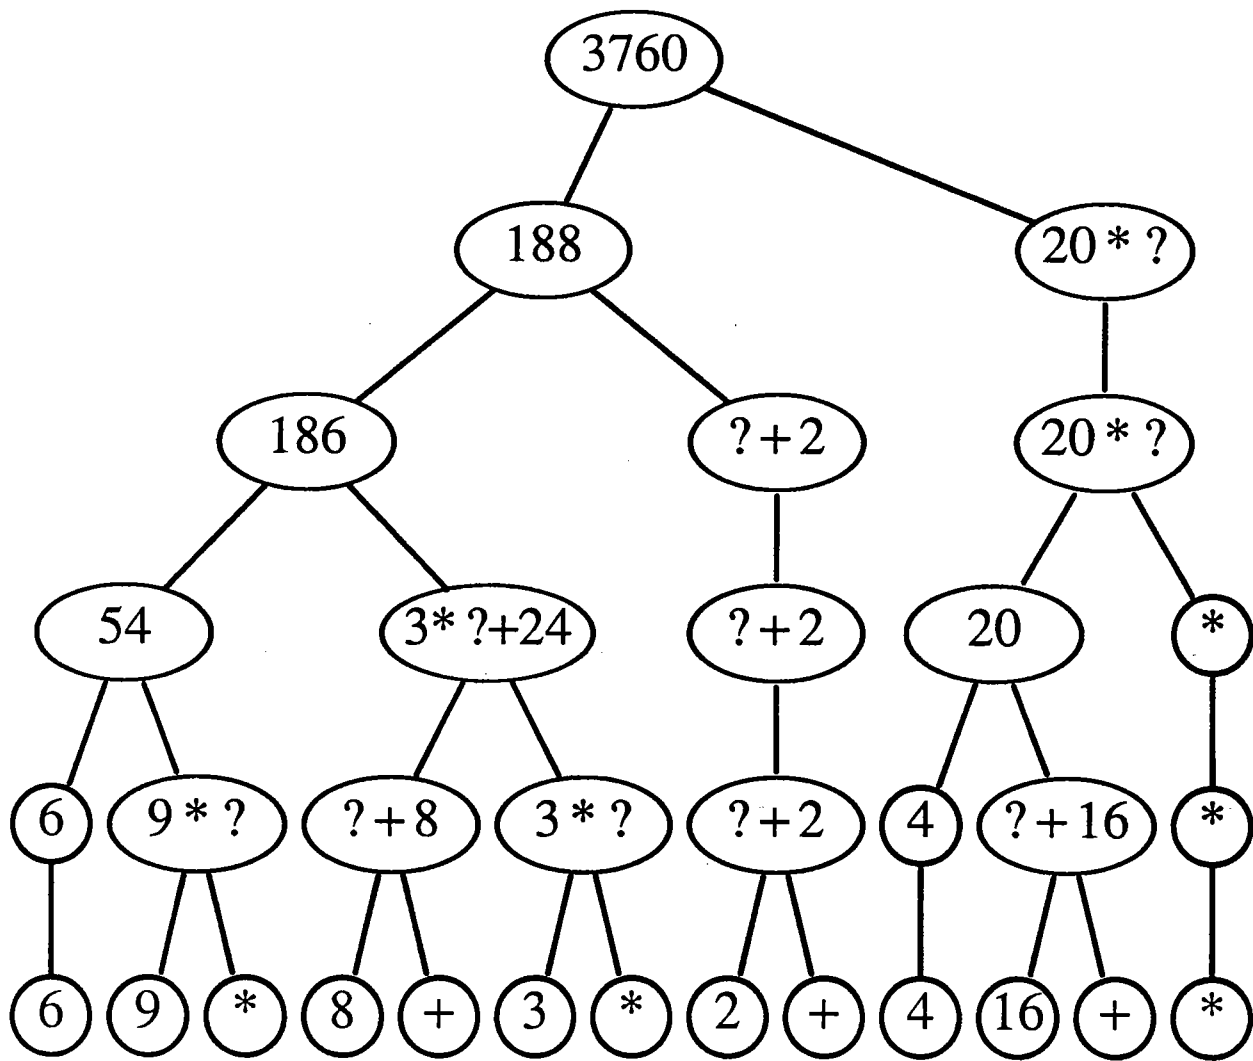 3760
188 20 * ?
186 ? + 2 20 * ?
54 3* ?+24 ? + 2 20 *
6 9 * ? ? + 8 3 * ? ? + 2 4 ? + 16 *
6 9 * 8 + 3 * 2 + 4 16 + *